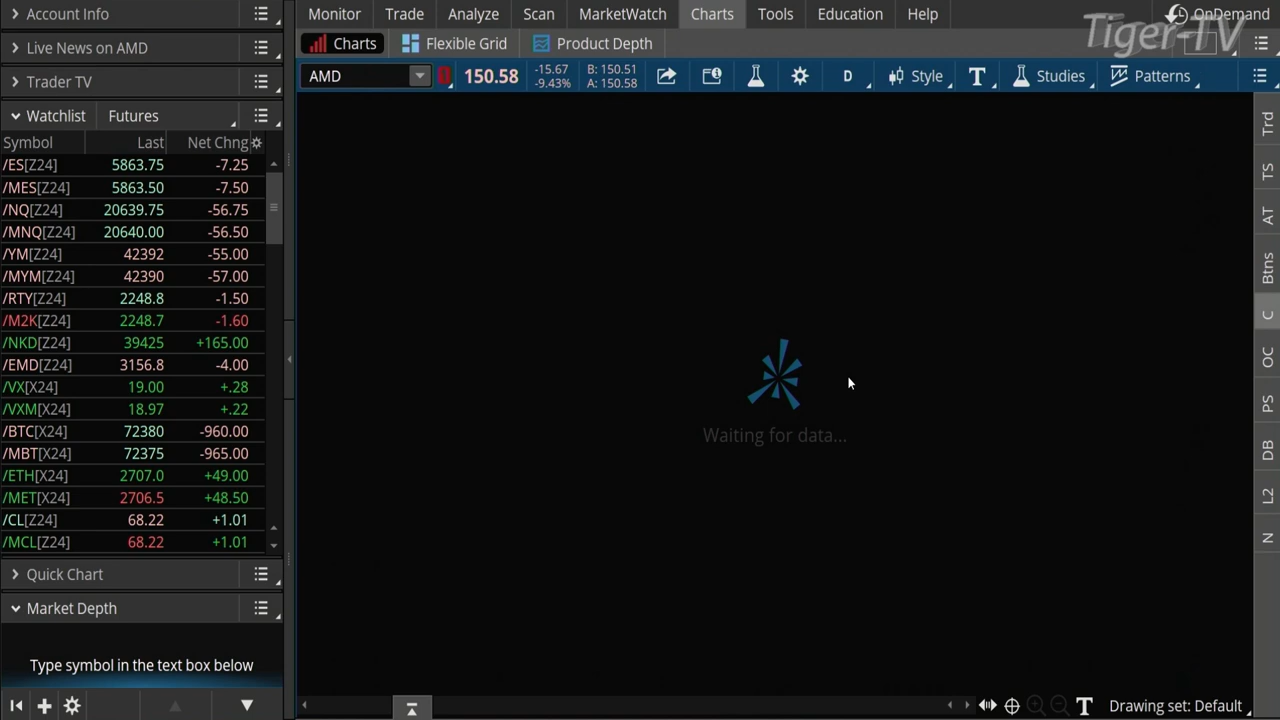 Account Info
Monitor Trade Analyze Scan MarketWatch Charts Tools Education Help OnDemand
Tiger-TV
Live News on AMD
Charts Flexible Grid Product Depth
Trader TV
AMD 150.58 -15.67 B: 150.51 D Style T Studies Patterns
-9.43% A: 150.58
Watchlist Futures
Symbol Last Net Chng
/ES[Z24] 5863.75 -7.25
/MES[Z24] 5863.50 -7.50
/NQ[Z24] 20639.75 -56.75
/MNQ[Z24] 20640.00 -56.50
/YM[Z24] 42392 -55.00
/MYM[Z24] 42390 -57.00
/RTY[Z24] 2248.8 -1.50
/M2K[Z24] 2248.7 -1.60
/NKD[Z24] 39425 +165.00
/EMD[Z24] 3156.8 -4.00
/VX[X24] 19.00 +.28
/VXM[X24] 18.97 +.22
/BTC[X24] 72380 -960.00
/MBT[X24] 72375 -965.00
/ETH[X24] 2707.0 +49.00
/MET[X24] 2706.5 +48.50
/CL[Z24] 68.22 +1.01
/MCL[Z24] 68.22 +1.01
Quick Chart
Market Depth
Type symbol in the text box below
Waiting for data...
Trd
TS
AT
Btns
C
OC
PS
DB
L2
N
T Drawing set: Default